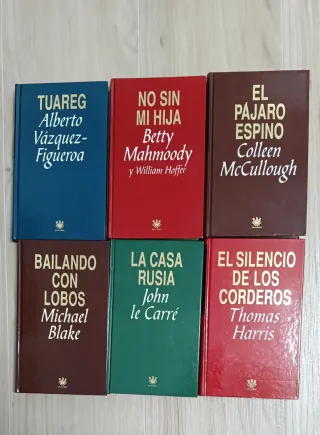 TUAREG
Alberto
Vázquez-
Figueroa
NO SIN
MI HIJA
Betty
Mahmoody
y William Hoffer
EL
PÁJARO
ESPINO
Colleen
McCullough
BAILANDO
CON
LOBOS
Michael
Blake
LA CASA
RUSIA
John
le Carré
EL SILENCIO
DE LOS
CORDEROS
Thomas
Harris